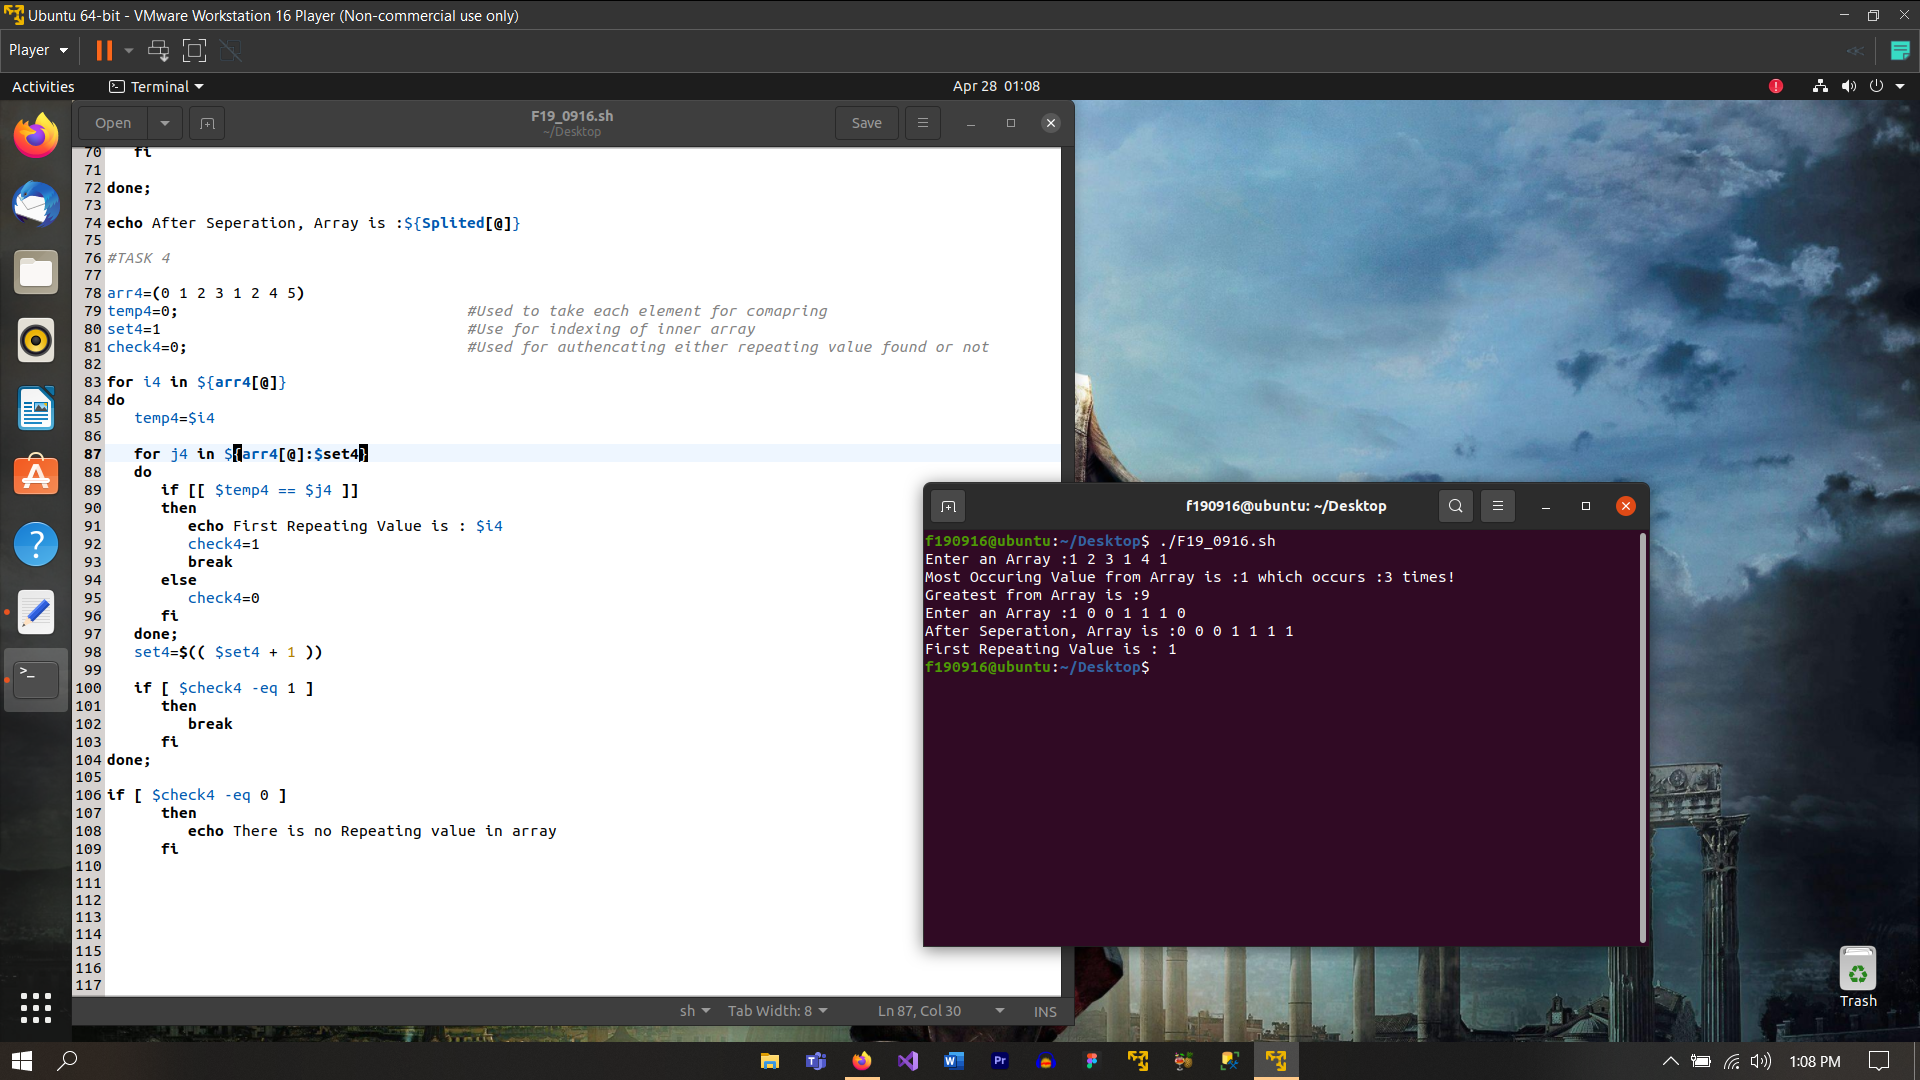 Ubuntu 64-bit - VMware Workstation 16 Player (Non-commercial use only)
Player
Activities
Terminal
Apr 28 01:08
Open
F19_0916.sh
~/Desktop
Save
70 fi
71
72 done;
73
74 echo After Seperation, Array is :${Splited[@]}
75
76 #TASK 4
77
78 arr4=(0 1 2 3 1 2 4 5)
79 temp4=0; #Used to take each element for comapring
80 set4=1 #Use for indexing of inner array
81 check4=0; #Used for authencating either repeating value found or not
82
83 for i4 in ${arr4[@]}
84 do
85 temp4=$i4
86
87 for j4 in ${arr4[@]:$set4}
88 do
89 if [[ $temp4 == $j4 ]]
90 then
91 echo First Repeating Value is : $i4
92 check4=1
93 break
94 else
95 check4=0
96 fi
97 done;
98 set4=$(( $set4 + 1 ))
99
100 if [ $check4 -eq 1 ]
101 then
102 break
103 fi
104 done;
105
106 if [ $check4 -eq 0 ]
107 then
108 echo There is no Repeating value in array
109 fi
110
111
112
113
114
115
116
117
sh
Tab Width: 8
Ln 87, Col 30
INS
f190916@ubuntu: ~/Desktop
f190916@ubuntu:~/Desktop$ ./F19_0916.sh
Enter an Array :1 2 3 1 4 1
Most Occuring Value from Array is :1 which occurs :3 times!
Greatest from Array is :9
Enter an Array :1 0 0 1 1 1 0
After Seperation, Array is :0 0 0 1 1 1 1
First Repeating Value is : 1
f190916@ubuntu:~/Desktop$
Trash
1:08 PM